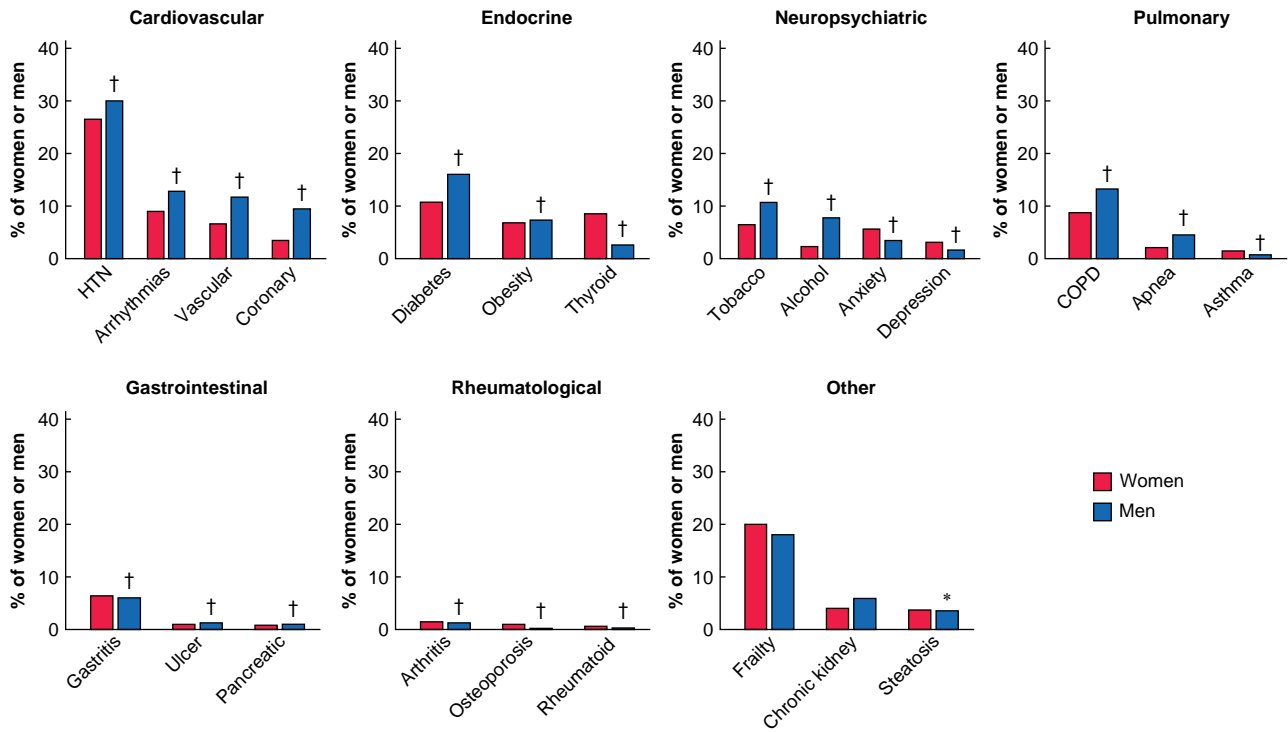 Cardiovascular
% of women or men
40
30
20
10
0
†
†
†
†
HTN
Arrhythmias
Vascular
Coronary
Endocrine
% of women or men
40
30
20
10
0
†
†
†
Diabetes
Obesity
Thyroid
Neuropsychiatric
% of women or men
40
30
20
10
0
†
†
†
†
Tobacco
Alcohol
Anxiety
Depression
Pulmonary
% of women or men
40
30
20
10
0
†
†
†
COPD
Apnea
Asthma
Gastrointestinal
% of women or men
40
30
20
10
0
†
†
†
Gastritis
Ulcer
Pancreatic
Rheumatological
% of women or men
40
30
20
10
0
†
†
†
Arthritis
Osteoporosis
Rheumatoid
Other
% of women or men
40
30
20
10
0
*
Frailty
Chronic kidney
Steatosis
Women
Men